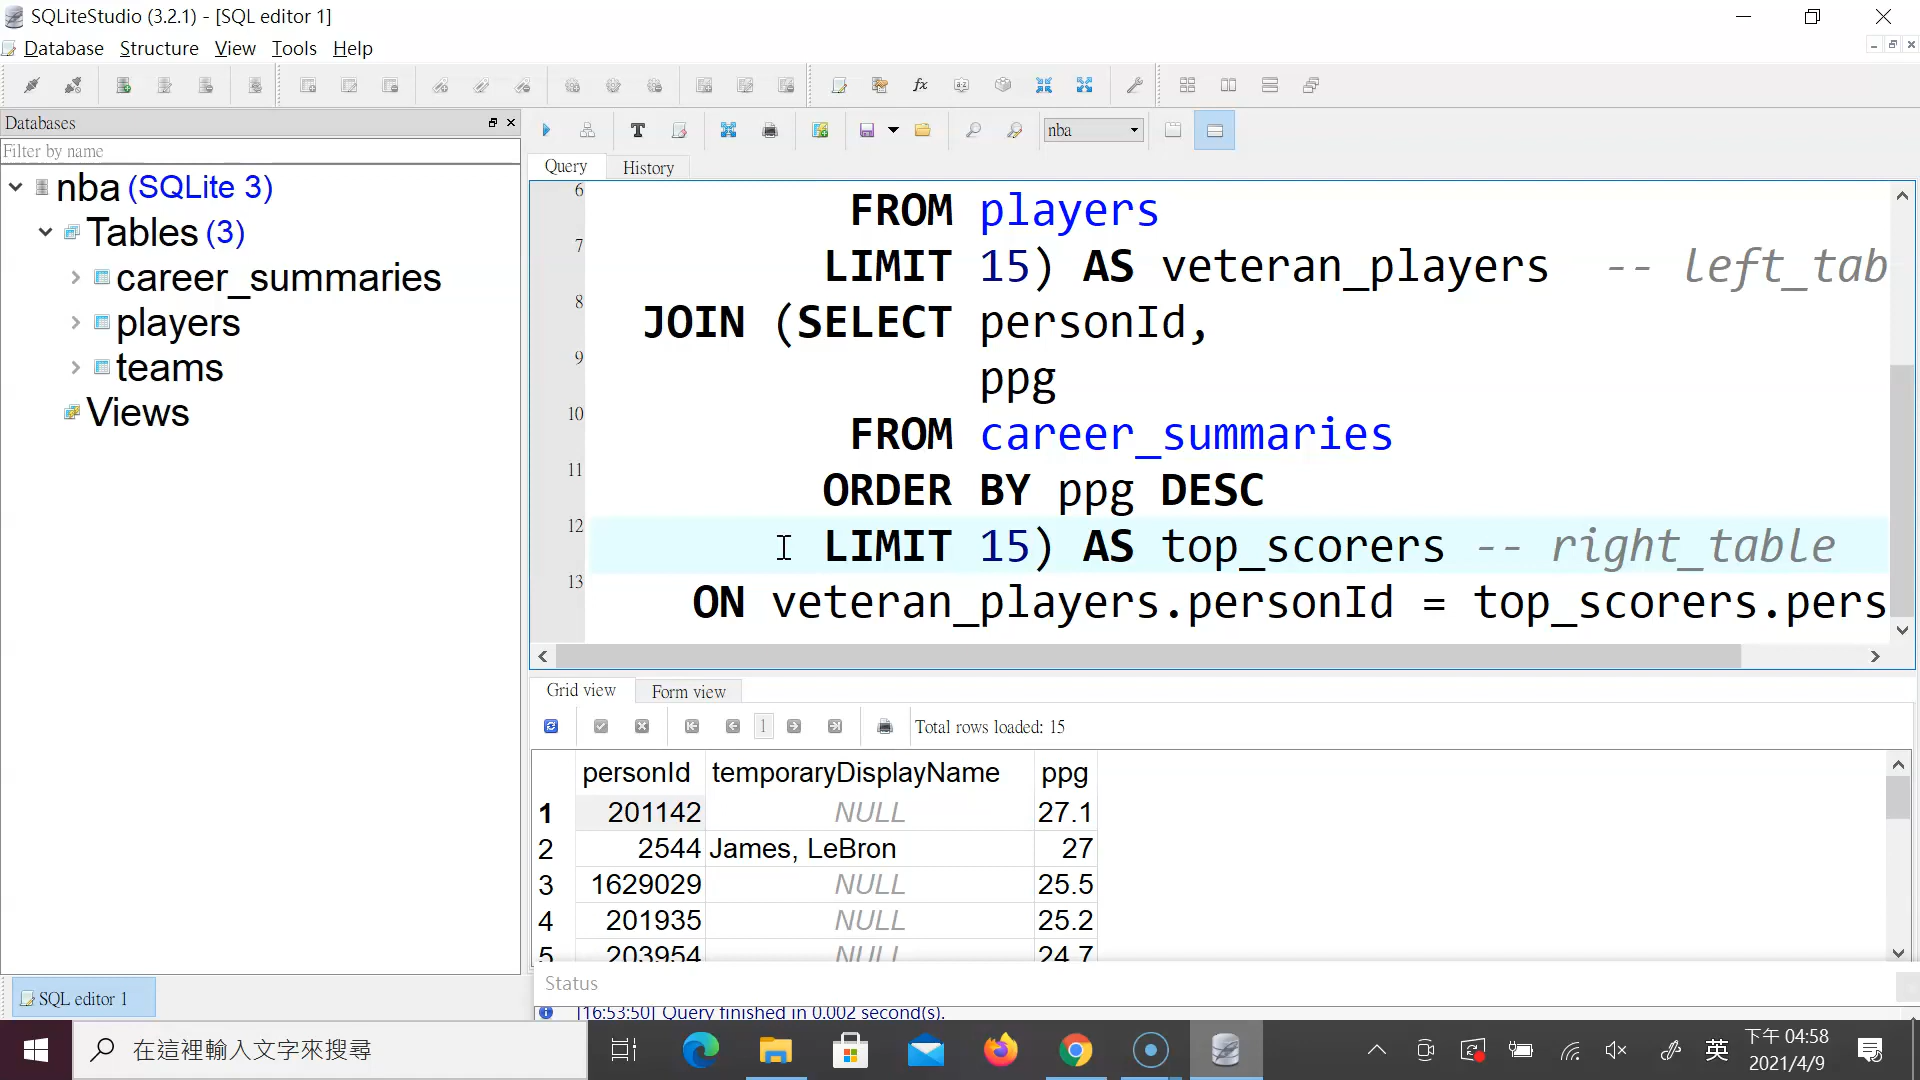 SQLiteStudio (3.2.1) - [SQL editor 1]
Database Structure View Tools Help
Databases
Filter by name
nba (SQLite 3)
Tables (3)
career_summaries
players
teams
Views
nba
Query History
6 FROM players
7 LIMIT 15) AS veteran_players -- left_tab
8 JOIN (SELECT personId,
9 ppg
10 FROM career_summaries
11 ORDER BY ppg DESC
12 LIMIT 15) AS top_scorers -- right_table
13 ON veteran_players.personId = top_scorers.pers
Grid view Form view
1 Total rows loaded: 15
personId temporaryDisplayName ppg
1 201142 NULL 27.1
2 2544 James, LeBron 27
3 1629029 NULL 25.5
4 201935 NULL 25.2
5 203954 NULL 24.7
Status
[16:53:50] Query finished in 0.002 second(s).
SQL editor 1
在這裡輸入文字來搜尋
英
下午 04:58
2021/4/9